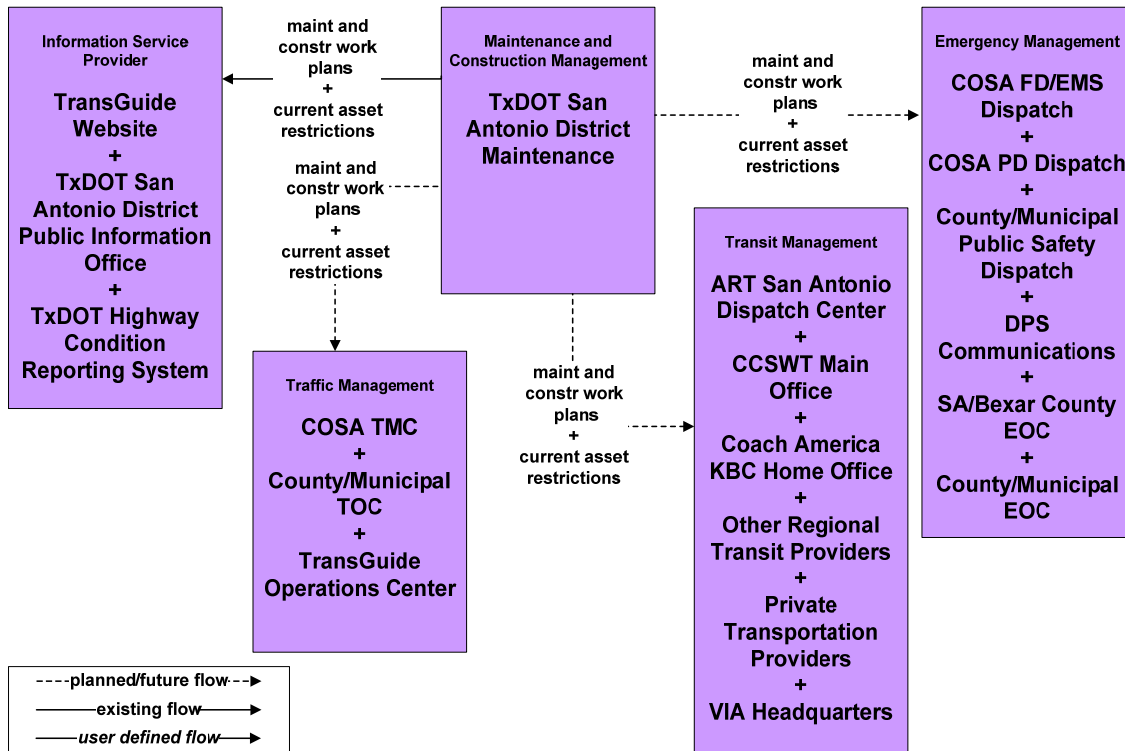 Information Service
Provider
TransGuide
Website
+
TxDOT San
Antonio District
Public Information
Office
+
TxDOT Highway
Condition
Reporting System
maint and
constr work
plans
+
current asset
restrictions
maint and
constr work
plans
+
current asset
restrictions
Maintenance and
Construction Management
TxDOT San
Antonio District
Maintenance
maint and
constr work
plans
+
current asset
restrictions
Emergency Management
COSA FD/EMS
Dispatch
+
COSA PD Dispatch
+
County/Municipal
Public Safety
Dispatch
+
DPS
Communications
+
SA/Bexar County
EOC
+
County/Municipal
EOC
Traffic Management
COSA TMC
+
County/Municipal
TOC
+
TransGuide
Operations Center
maint and
constr work
plans
+
current asset
restrictions
Transit Management
ART San Antonio
Dispatch Center
+
CCSWT Main
Office
+
Coach America
KBC Home Office
+
Other Regional
Transit Providers
+
Private
Transportation
Providers
+
VIA Headquarters
planned/future flow
existing flow
user defined flow